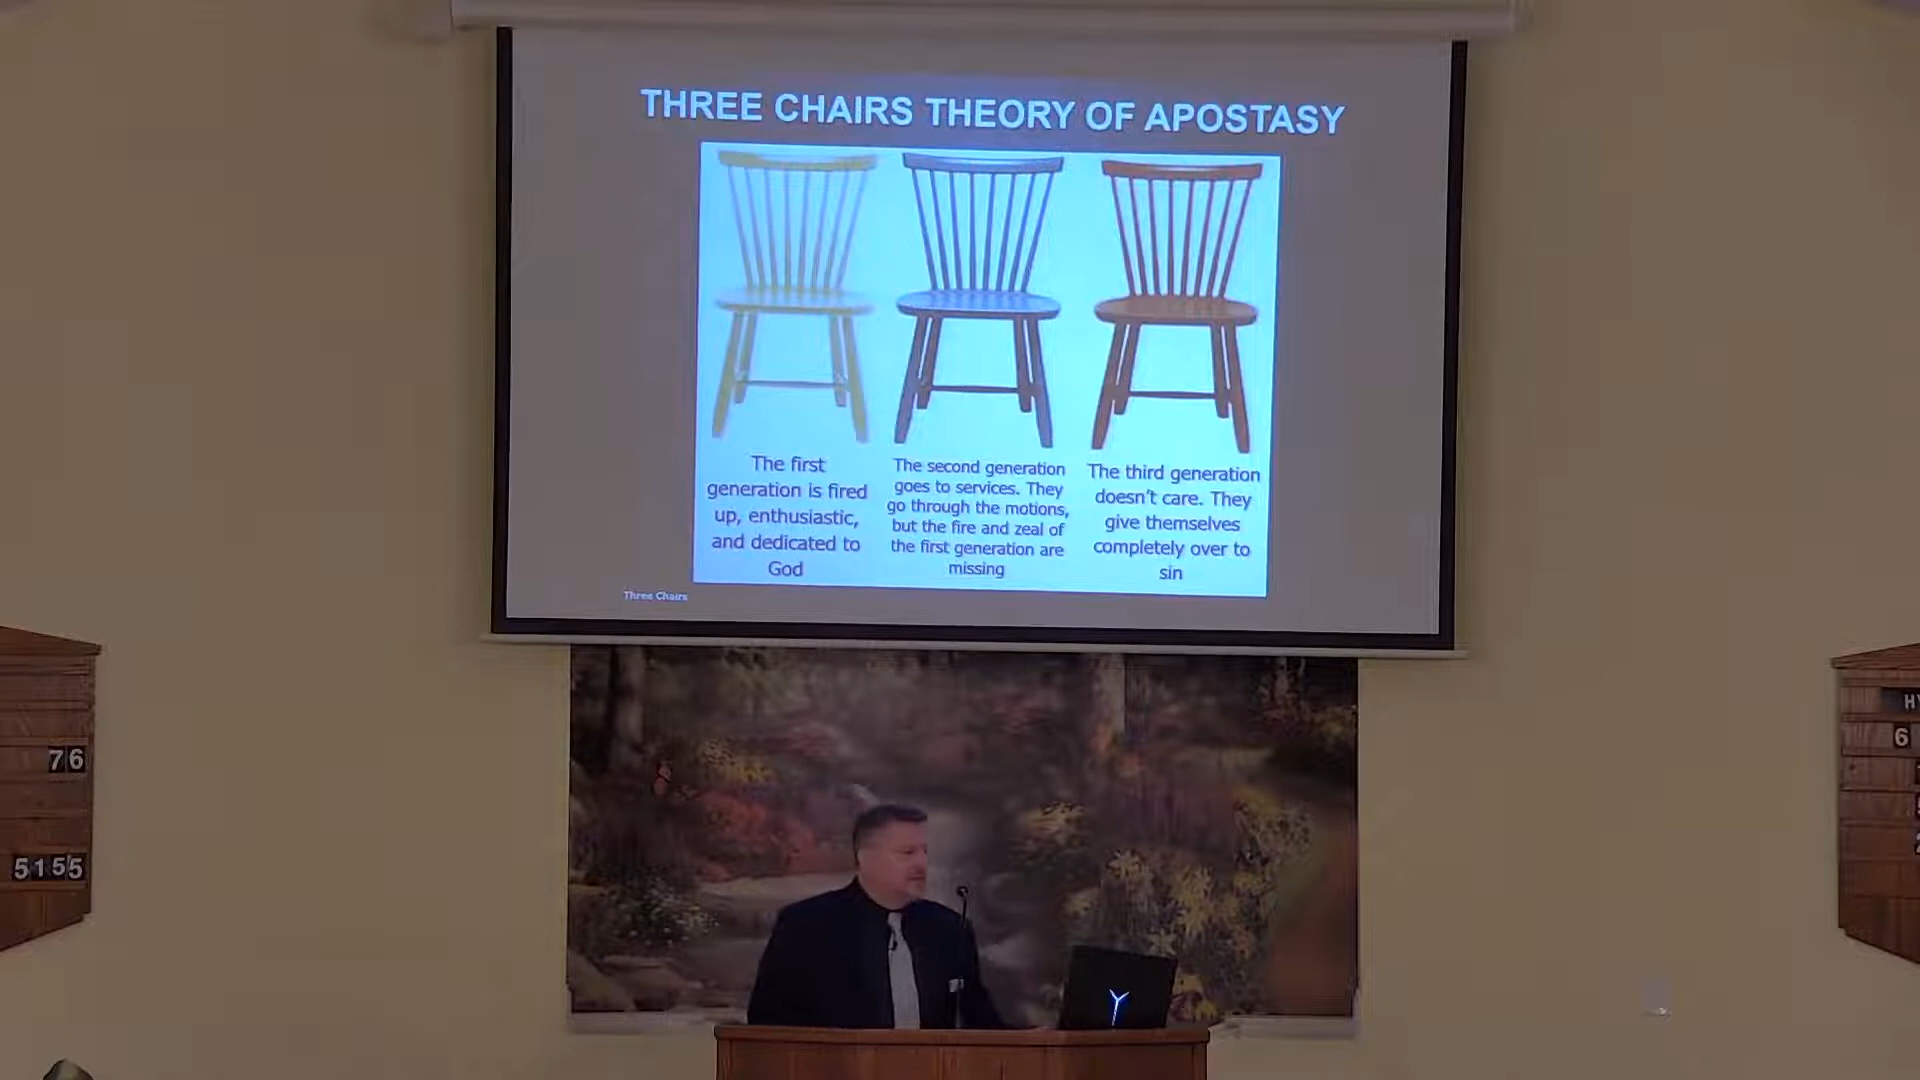 THREE CHAIRS THEORY OF APOSTASY
The first
generation is fired
up, enthusiastic,
and dedicated to
God
The second generation
goes to services. They
go through the motions,
but the fire and zeal of
the first generation are
missing
The third generation
doesn't care. They
give themselves
completely over to
sin
Three Chairs
76
5155
6